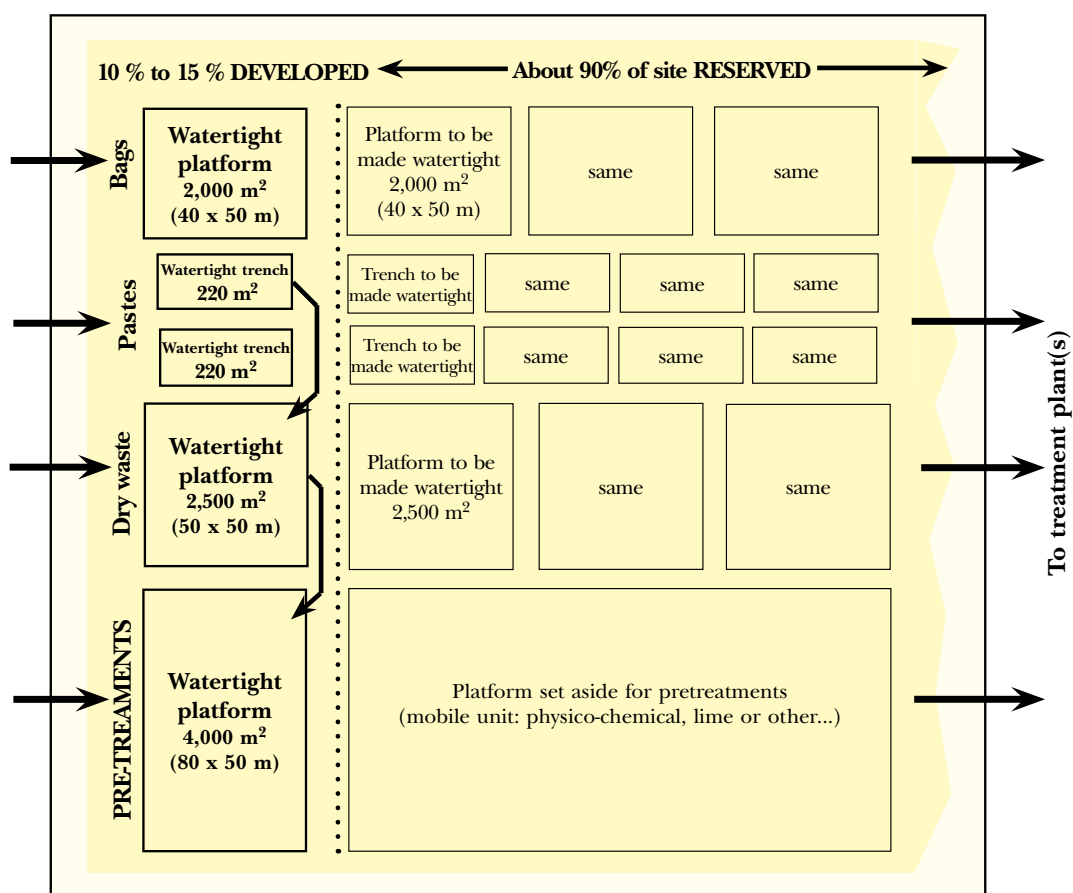 10 % to 15 % DEVELOPED
About 90% of site RESERVED
Bags
Watertight
platform
2,000 m²
(40 x 50 m)
Platform to be
made watertight
2,000 m²
(40 x 50 m)
same
same
Pastes
Watertight trench
220 m²
Trench to be
made watertight
same
same
same
Watertight trench
220 m²
Trench to be
made watertight
same
same
same
Dry waste
Watertight
platform
2,500 m²
(50 x 50 m)
Platform to be
made watertight
2,500 m²
same
same
PRE-TREAMENTS
Watertight
platform
4,000 m²
(80 x 50 m)
Platform set aside for pretreatments
(mobile unit: physico-chemical, lime or other...)
To treatment plant(s)